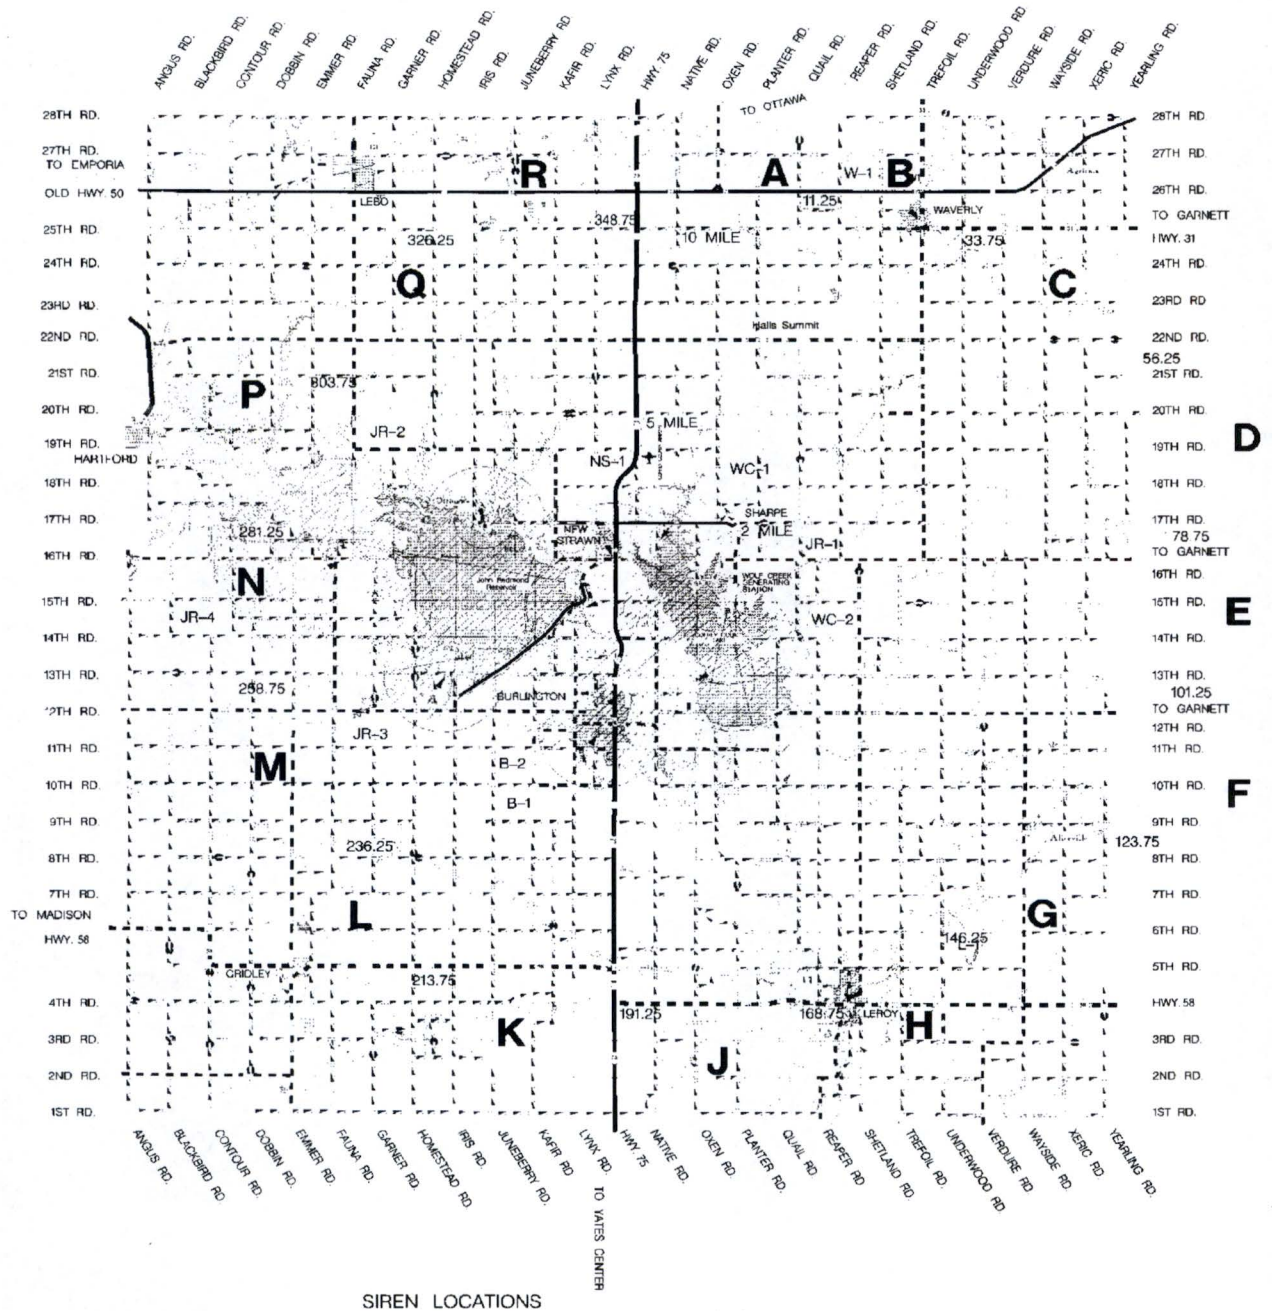 ANGUS RD.
BLACKBIRD RD.
CONTOUR RD.
DOBBIN RD.
EMMER RD.
FAUNA RD.
GARNER RD.
HOMESTEAD RD.
IRIS RD.
JUNEBERRY RD.
KAFIR RD.
LYNX RD.
HWY. 75
NATIVE RD.
OXEN RD.
PLANTER RD.
QUAIL RD.
REAPER RD.
SHETLAND RD.
TREFOIL RD.
UNDERWOOD RD
VERDURE RD.
WAYSIDE RD.
XERIC RD.
YEARLING RD.
TO OTTAWA
28TH RD.
28TH RD.
27TH RD.
27TH RD.
TO EMPORIA
R
A
W-1
B
OLD HWY. 50
26TH RD.
LEBO
11.25
WAVERLY
348.75
TO GARNETT
25TH RD.
326.25
10 MILE
33.75
HWY. 31
24TH RD.
24TH RD.
Q
C
23RD RD.
23RD RD
Halls Summit
22ND RD.
22ND RD.
56.25
21ST RD.
21ST RD.
P
303.75
20TH RD.
20TH RD.
5 MILE
JR-2
D
19TH RD.
19TH RD.
HARTFORD
NS-1
WC-1
18TH RD.
18TH RD.
SHARPE
17TH RD.
17TH RD.
281.25
NEW
STRAWN
2 MILE
78.75
JR-1
TO GARNETT
16TH RD.
16TH RD.
N
John Redmond
Reservoir
WOLF CREEK
GENERATING
STATION
15TH RD.
15TH RD.
JR-4
WC-2
E
14TH RD.
14TH RD.
13TH RD.
13TH RD.
258.75
BURLINGTON
101.25
TO GARNETT
12TH RD.
12TH RD.
JR-3
11TH RD.
11TH RD.
M
B-2
10TH RD.
10TH RD.
F
B-1
9TH RD.
9TH RD.
236.25
123.75
8TH RD.
8TH RD.
7TH RD.
7TH RD.
TO MADISON
L
G
HWY. 58
6TH RD.
146.25
L-1
GRIDLEY
5TH RD.
213.75
4TH RD.
HWY. 58
191.25
168.75
LEROY
H
K
3RD RD.
3RD RD.
J
2ND RD.
2ND RD.
1ST RD.
1ST RD.
ANGUS RD.
BLACKBIRD RD.
CONTOUR RD.
DOBBIN RD.
EMMER RD.
FAUNA RD.
GARNER RD.
HOMESTEAD RD.
IRIS RD.
JUNEBERRY RD.
KAFIR RD
LYNX RD.
HWY. 75
NATIVE RD.
OXEN RD.
PLANTER RD.
QUAIL RD.
REAPER RD
SHETLAND RD.
TREFOIL RD.
UNDERWOOD RD
VERDURE RD.
WAYSIDE RD.
XERIC RD.
YEARLING RD.
TO YATES CENTER
SIREN LOCATIONS